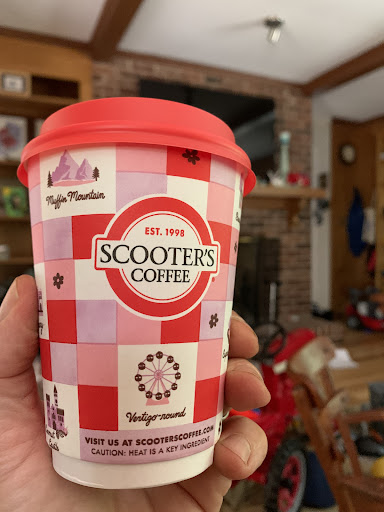 Muffin Mountain
EST. 1998
SCOOTER'S
COFFEE
Vertigo-round
VISIT US AT SCOOTERSCOFFEE.COM
CAUTION: HEAT IS A KEY INGREDIENT